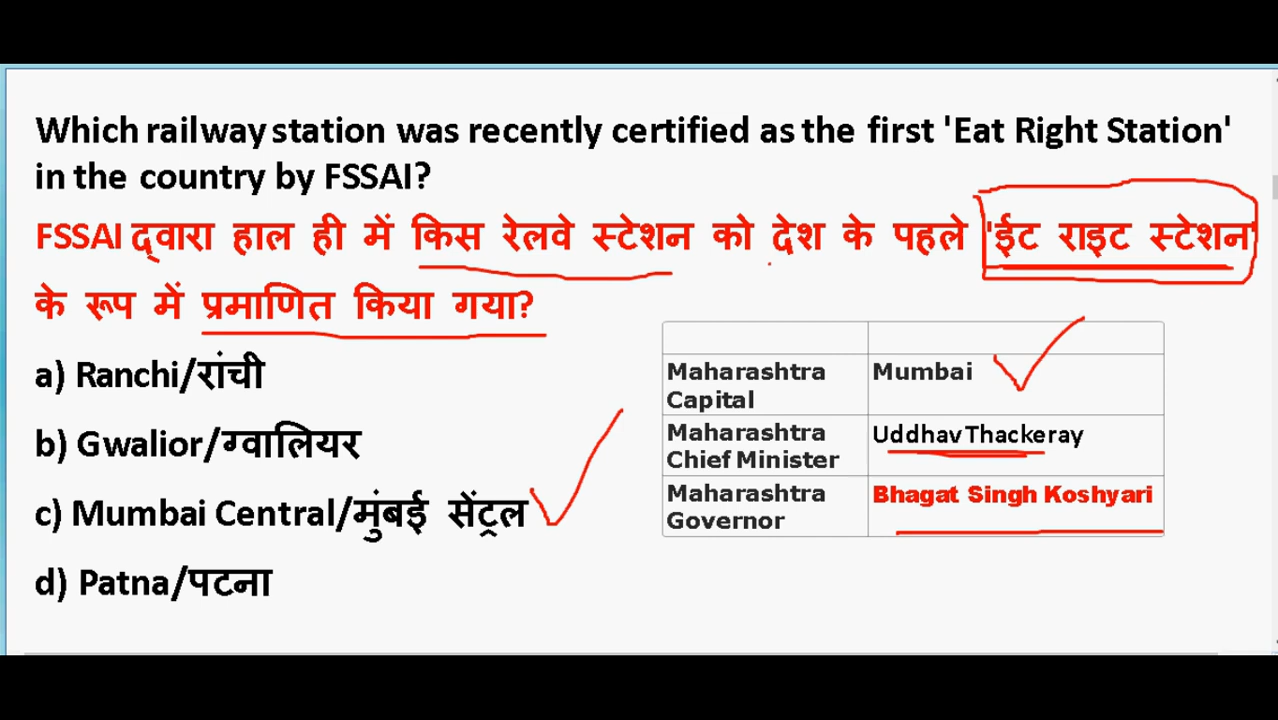 Which railway station was recently certified as the first 'Eat Right Station'
in the country by FSSAI?
FSSAI द्वारा हाल ही में किस रेलवे स्टेशन को देश के पहले 'ईट राइट स्टेशन'
के रूप में प्रमाणित किया गया?
a) Ranchi/रांची
b) Gwalior/ग्वालियर
c) Mumbai Central/मुंबई सेंट्रल
d) Patna/पटना
Maharashtra Mumbai
Capital
Maharashtra Uddhav Thackeray
Chief Minister
Maharashtra Bhagat Singh Koshyari
Governor